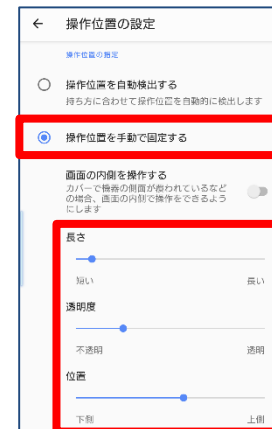 ← 操作位置の設定
操作位置の指定
操作位置を自動検出する
持ち方に合わせて操作位置を自動的に検出します
操作位置を手動で固定する
画面の内側を操作する
カバーで機器の側面が覆われているなど
の場合、画面の内側で操作をできるよう
にします
長さ
短い 長い
透明度
不透明 透明
位置
下側 上側